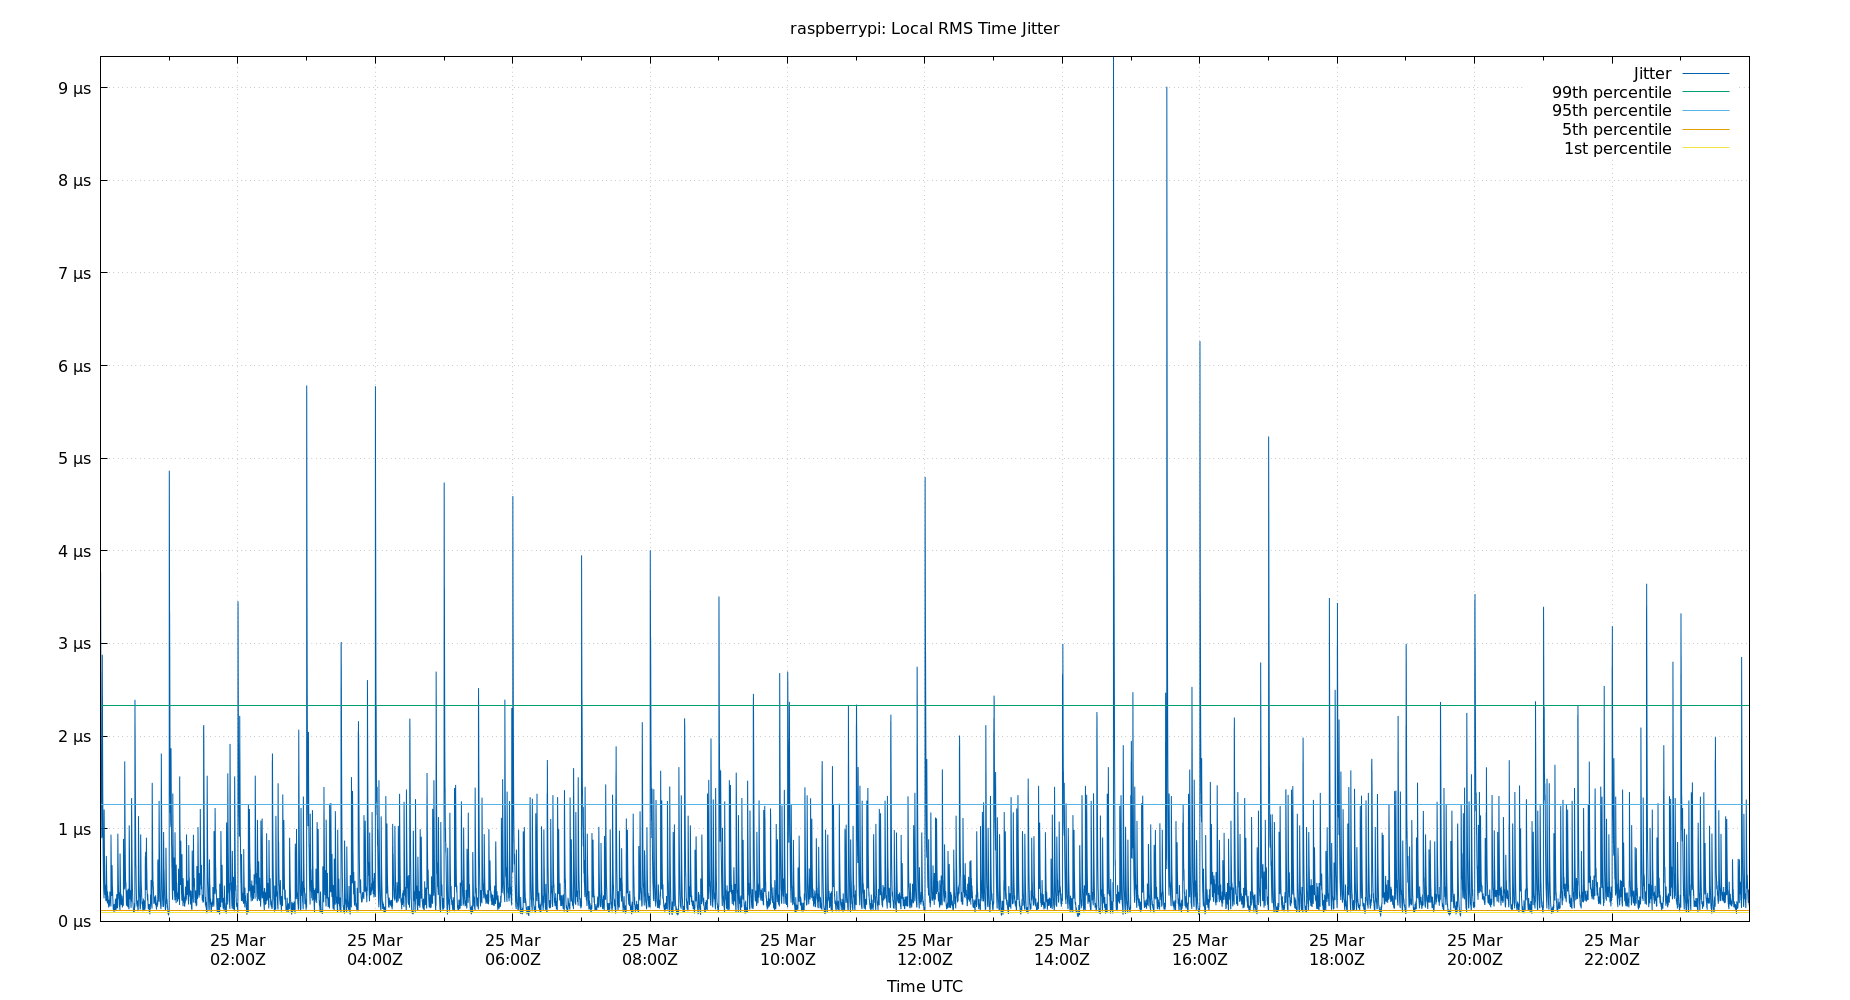 raspberrypi: Local RMS Time Jitter
Jitter
99th percentile
95th percentile
5th percentile
1st percentile
9 µs
8 µs
7 µs
6 µs
5 µs
4 µs
3 µs
2 µs
1 µs
0 µs
25 Mar 25 Mar 25 Mar 25 Mar 25 Mar 25 Mar 25 Mar 25 Mar 25 Mar 25 Mar 25 Mar
02:00Z 04:00Z 06:00Z 08:00Z 10:00Z 12:00Z 14:00Z 16:00Z 18:00Z 20:00Z 22:00Z
Time UTC